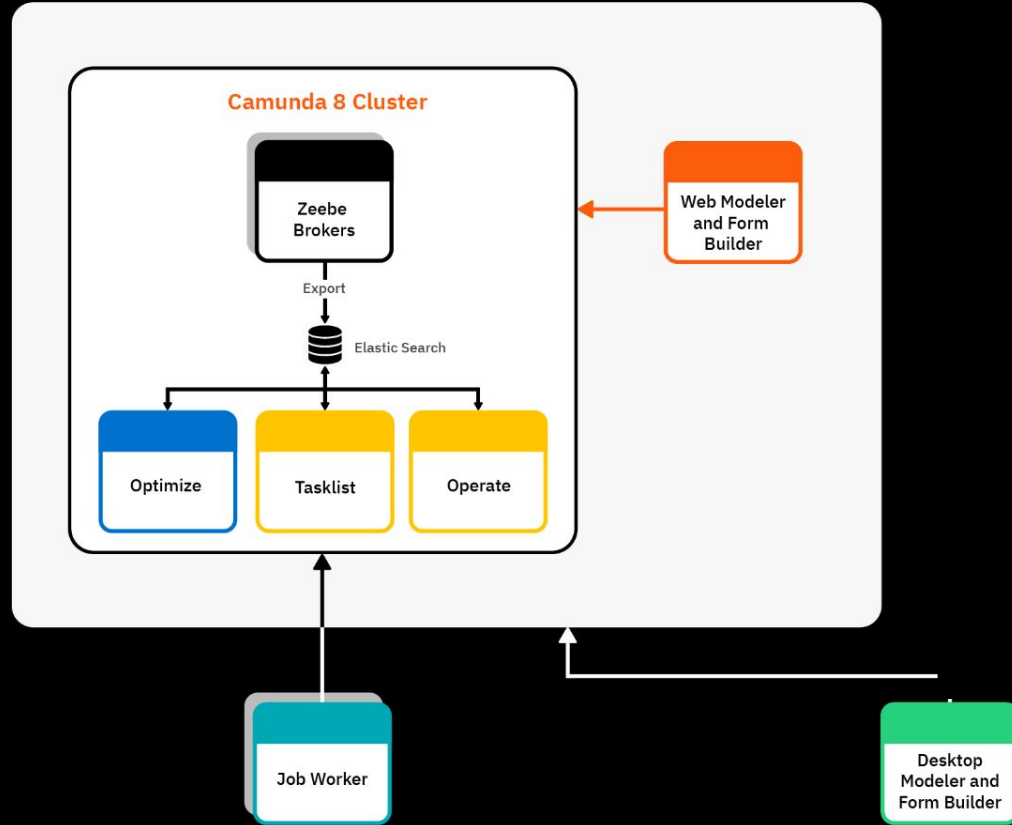 Camunda 8 Cluster
Zeebe
Brokers
Web Modeler
and Form
Builder
Export
Elastic Search
Optimize
Tasklist
Operate
Job Worker
Desktop
Modeler and
Form Builder